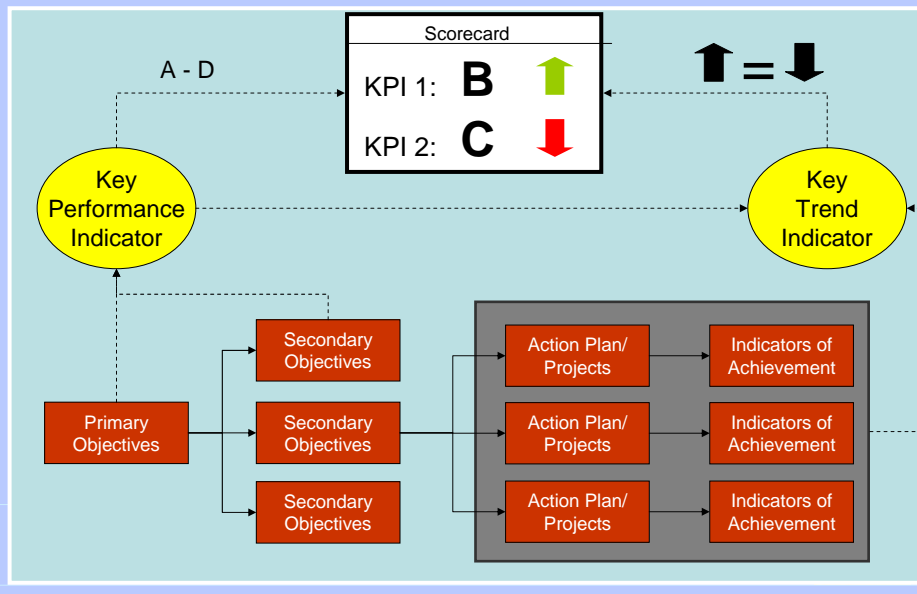 Scorecard
A - D
KPI 1: B
KPI 2: C
=
Key
Performance
Indicator
Key
Trend
Indicator
Secondary
Objectives
Action Plan/
Projects
Indicators of
Achievement
Primary
Objectives
Secondary
Objectives
Action Plan/
Projects
Indicators of
Achievement
Secondary
Objectives
Action Plan/
Projects
Indicators of
Achievement